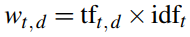 w_{t,d} = tf_{t,d} × idf_t